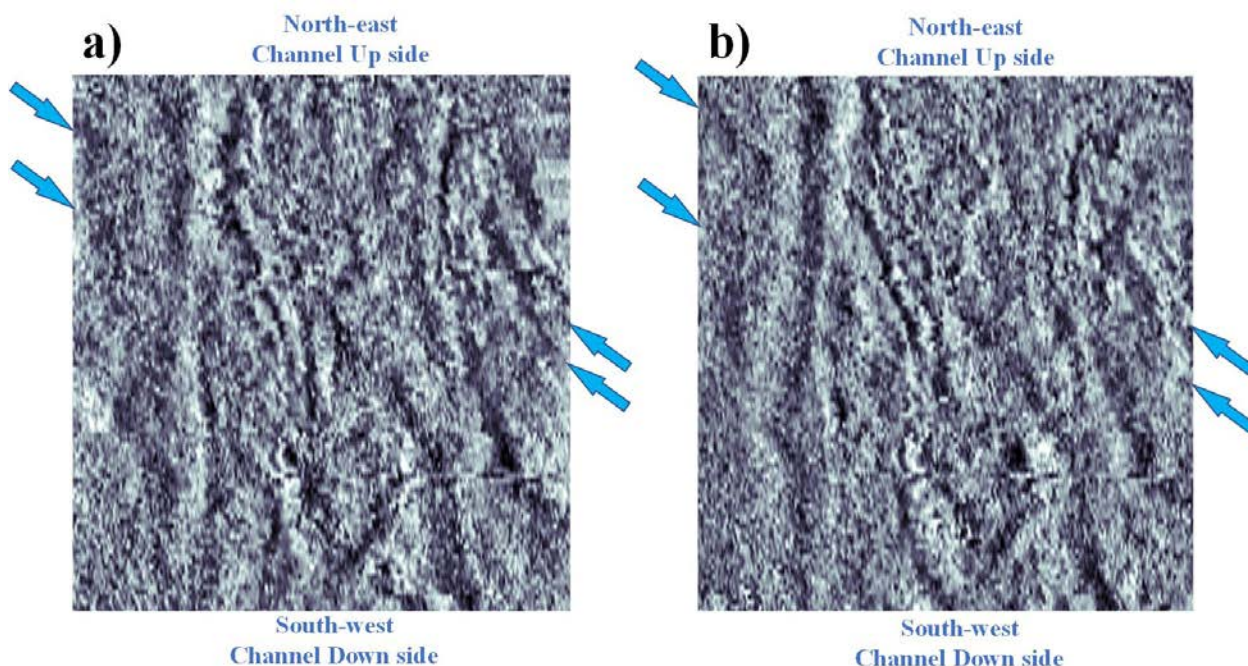 a)
North-east
Channel Up side
b)
North-east
Channel Up side
South-west
Channel Down side
South-west
Channel Down side